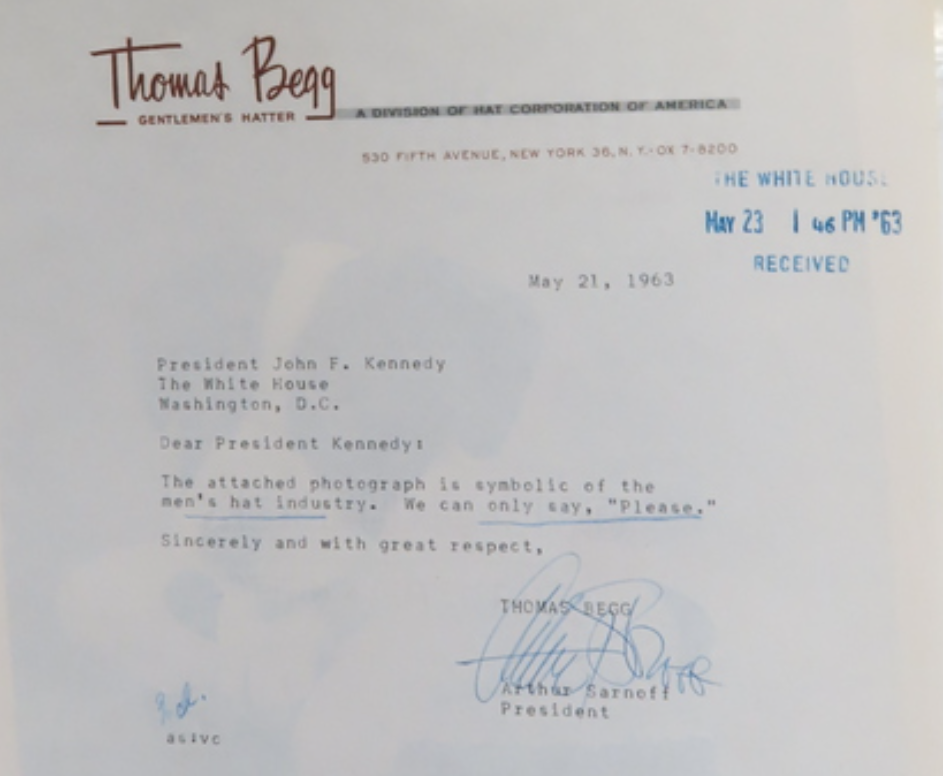 Thomas Begg
GENTLEMEN'S HATTER
A DIVISION OF HAT CORPORATION OF AMERICA
530 FIFTH AVENUE, NEW YORK 36, N. Y. - OX 7-8200
THE WHITE HOUSE
MAY 23 1 46 PM '63
RECEIVED
May 21, 1963
President John F. Kennedy
The White House
Washington, D.C.
Dear President Kennedy:
The attached photograph is symbolic of the
men's hat industry. We can only say, "Please."
Sincerely and with great respect,
THOMAS BEGG
Arthur Sarnoff
President
as:vc